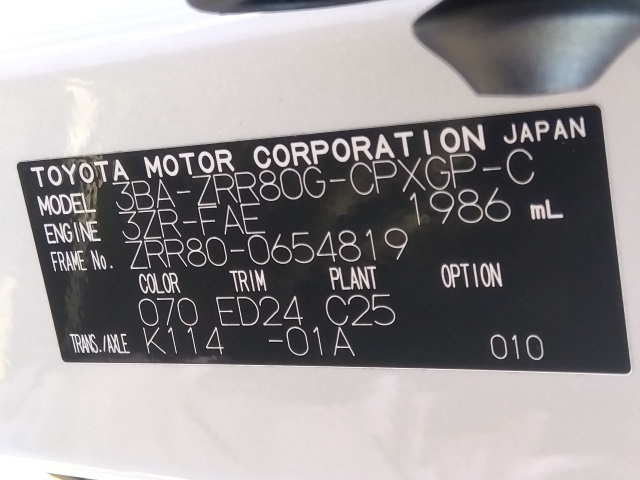 TOYOTA MOTOR CORPORATION JAPAN
MODEL 3BA-ZRR80G-CPXGP-C
ENGINE 3ZR-FAE 1986 mL
FRAME No. ZRR80-0654819
COLOR TRIM PLANT OPTION
070 ED24 C25
TRANS./AXLE K114 -01A 010